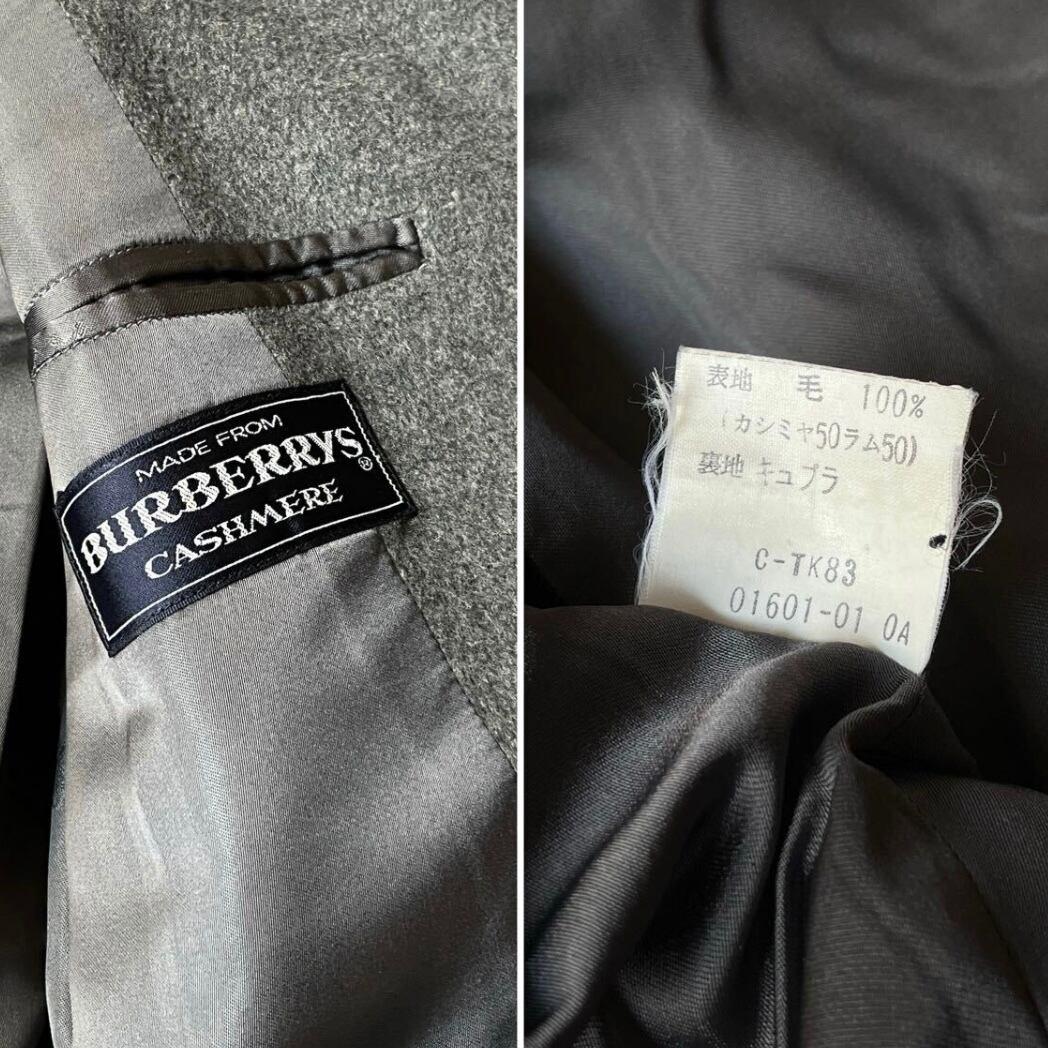 MADE FROM
BURBERRYS®
CASHMERE
表地 毛 100%
(カシミヤ50ラム50)
裏地 キュプラ
C-TK83
01601-01 0A